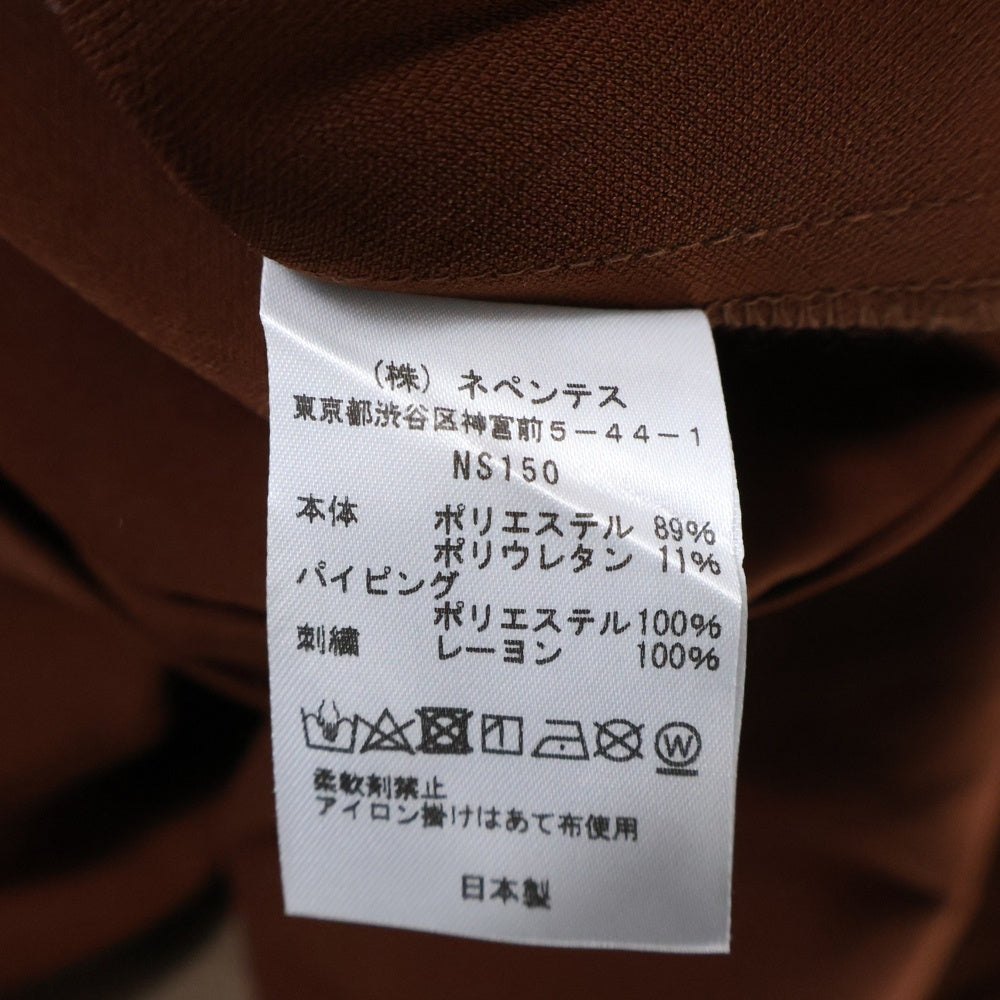 (株) ネペンテス
東京都渋谷区神宮前5-44-1
NS150
本体 ポリエステル 89%
ポリウレタン 11%
パイピング
ポリエステル 100%
刺繍 レーヨン 100%
W
柔軟剤禁止
アイロン掛けはあて布使用
日本製